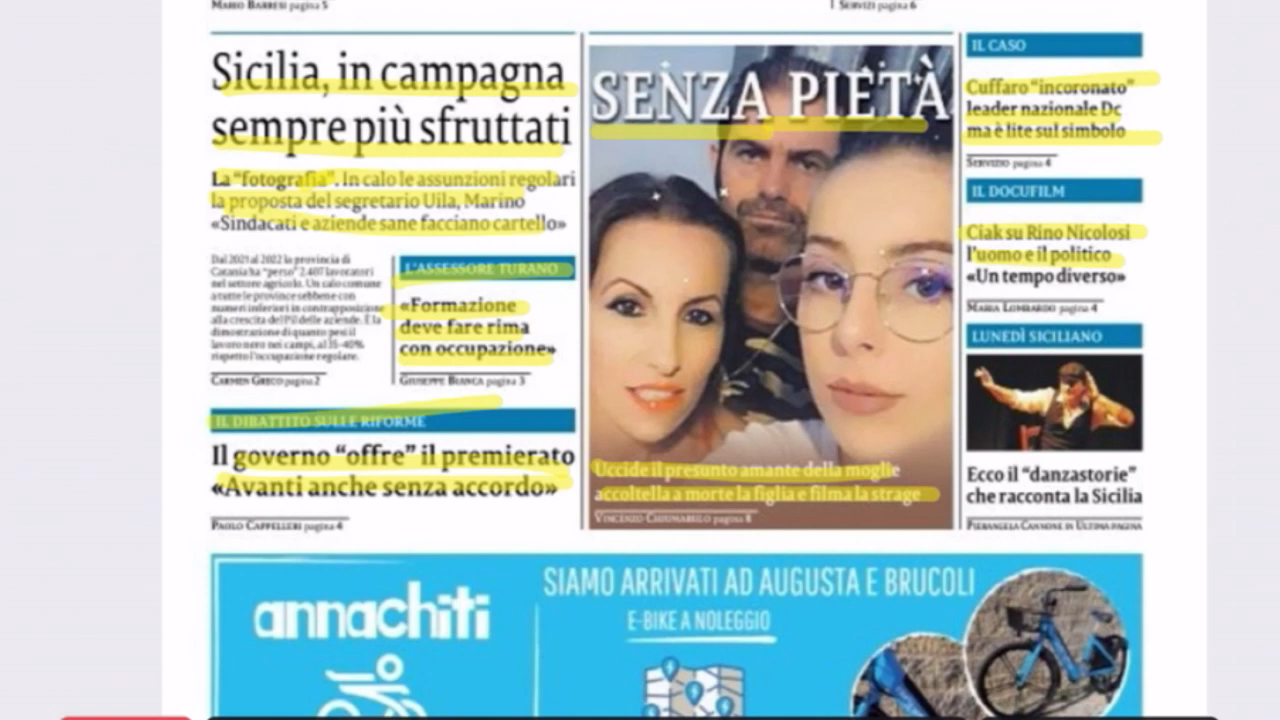 MARIO BARRESI pagina 5
SERVIZI pagina 6
Sicilia, in campagna
sempre più sfruttati
La “fotografia”. In calo le assunzioni regolari
la proposta del segretario Uila, Marino
«Sindacati e aziende sane facciano cartello»
Dal 2021 al 2022 la provincia di
Catania ha “perso” 2.407 lavoratori
nel settore agricolo. Un calo comune
a tutte le province sebbene con
numeri inferiori in contrapposizione
alla crescita del Pil delle aziende. È la
dimostrazione di quanto pesi il
lavoro nero nei campi, al 35-40%
rispetto l'occupazione regolare.
CARMEN GRECO pagina 2
L'ASSESSORE TURANO
«Formazione
deve fare rima
con occupazione»
GIUSEPPE BIANCA pagina 3
IL DIBATTITO SULLE RIFORME
Il governo “offre” il premierato
«Avanti anche senza accordo»
PAOLO CAPPELLERI pagina 4
SENZA PIETÀ
Uccide il presunto amante della moglie
accoltella a morte la figlia e filma la strage
VINCENZO CHIUMARULO pagina 8
IL CASO
Cuffaro “incoronato”
leader nazionale Dc
ma è lite sul simbolo
SERVIZIO pagina 4
IL DOCUFILM
Ciak su Rino Nicolosi
l'uomo e il politico
«Un tempo diverso»
MARIA LOMBARDO pagina 4
LUNEDÌ SICILIANO
Ecco il “danzastorie”
che racconta la Sicilia
PIERANGELA CANNONE IN ULTIMA PAGINA
annachiti
SIAMO ARRIVATI AD AUGUSTA E BRUCOLI
E-BIKE A NOLEGGIO